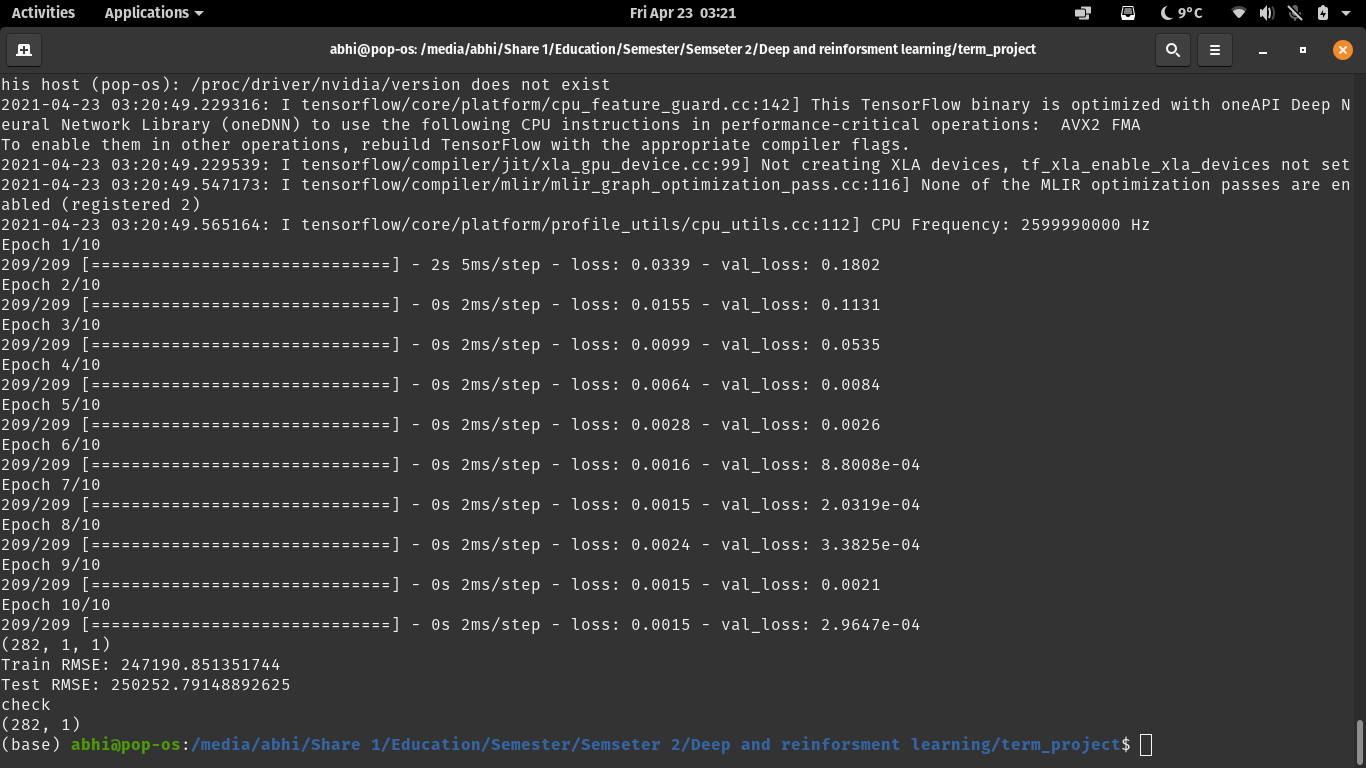 Activities Applications Fri Apr 23 03:21 9°C
abhi@pop-os: /media/abhi/Share 1/Education/Semester/Semseter 2/Deep and reinforsment learning/term_project
his host (pop-os): /proc/driver/nvidia/version does not exist
2021-04-23 03:20:49.229316: I tensorflow/core/platform/cpu_feature_guard.cc:142] This TensorFlow binary is optimized with oneAPI Deep N
eural Network Library (oneDNN) to use the following CPU instructions in performance-critical operations:  AVX2 FMA
To enable them in other operations, rebuild TensorFlow with the appropriate compiler flags.
2021-04-23 03:20:49.229539: I tensorflow/compiler/jit/xla_gpu_device.cc:99] Not creating XLA devices, tf_xla_enable_xla_devices not set
2021-04-23 03:20:49.547173: I tensorflow/compiler/mlir/mlir_graph_optimization_pass.cc:116] None of the MLIR optimization passes are en
abled (registered 2)
2021-04-23 03:20:49.565164: I tensorflow/core/platform/profile_utils/cpu_utils.cc:112] CPU Frequency: 2599990000 Hz
Epoch 1/10
209/209 [==============================] - 2s 5ms/step - loss: 0.0339 - val_loss: 0.1802
Epoch 2/10
209/209 [==============================] - 0s 2ms/step - loss: 0.0155 - val_loss: 0.1131
Epoch 3/10
209/209 [==============================] - 0s 2ms/step - loss: 0.0099 - val_loss: 0.0535
Epoch 4/10
209/209 [==============================] - 0s 2ms/step - loss: 0.0064 - val_loss: 0.0084
Epoch 5/10
209/209 [==============================] - 0s 2ms/step - loss: 0.0028 - val_loss: 0.0026
Epoch 6/10
209/209 [==============================] - 0s 2ms/step - loss: 0.0016 - val_loss: 8.8008e-04
Epoch 7/10
209/209 [==============================] - 0s 2ms/step - loss: 0.0015 - val_loss: 2.0319e-04
Epoch 8/10
209/209 [==============================] - 0s 2ms/step - loss: 0.0024 - val_loss: 3.3825e-04
Epoch 9/10
209/209 [==============================] - 0s 2ms/step - loss: 0.0015 - val_loss: 0.0021
Epoch 10/10
209/209 [==============================] - 0s 2ms/step - loss: 0.0015 - val_loss: 2.9647e-04
(282, 1, 1)
Train RMSE: 247190.851351744
Test RMSE: 250252.79148892625
check
(282, 1)
(base) abhi@pop-os:/media/abhi/Share 1/Education/Semester/Semseter 2/Deep and reinforsment learning/term_project$